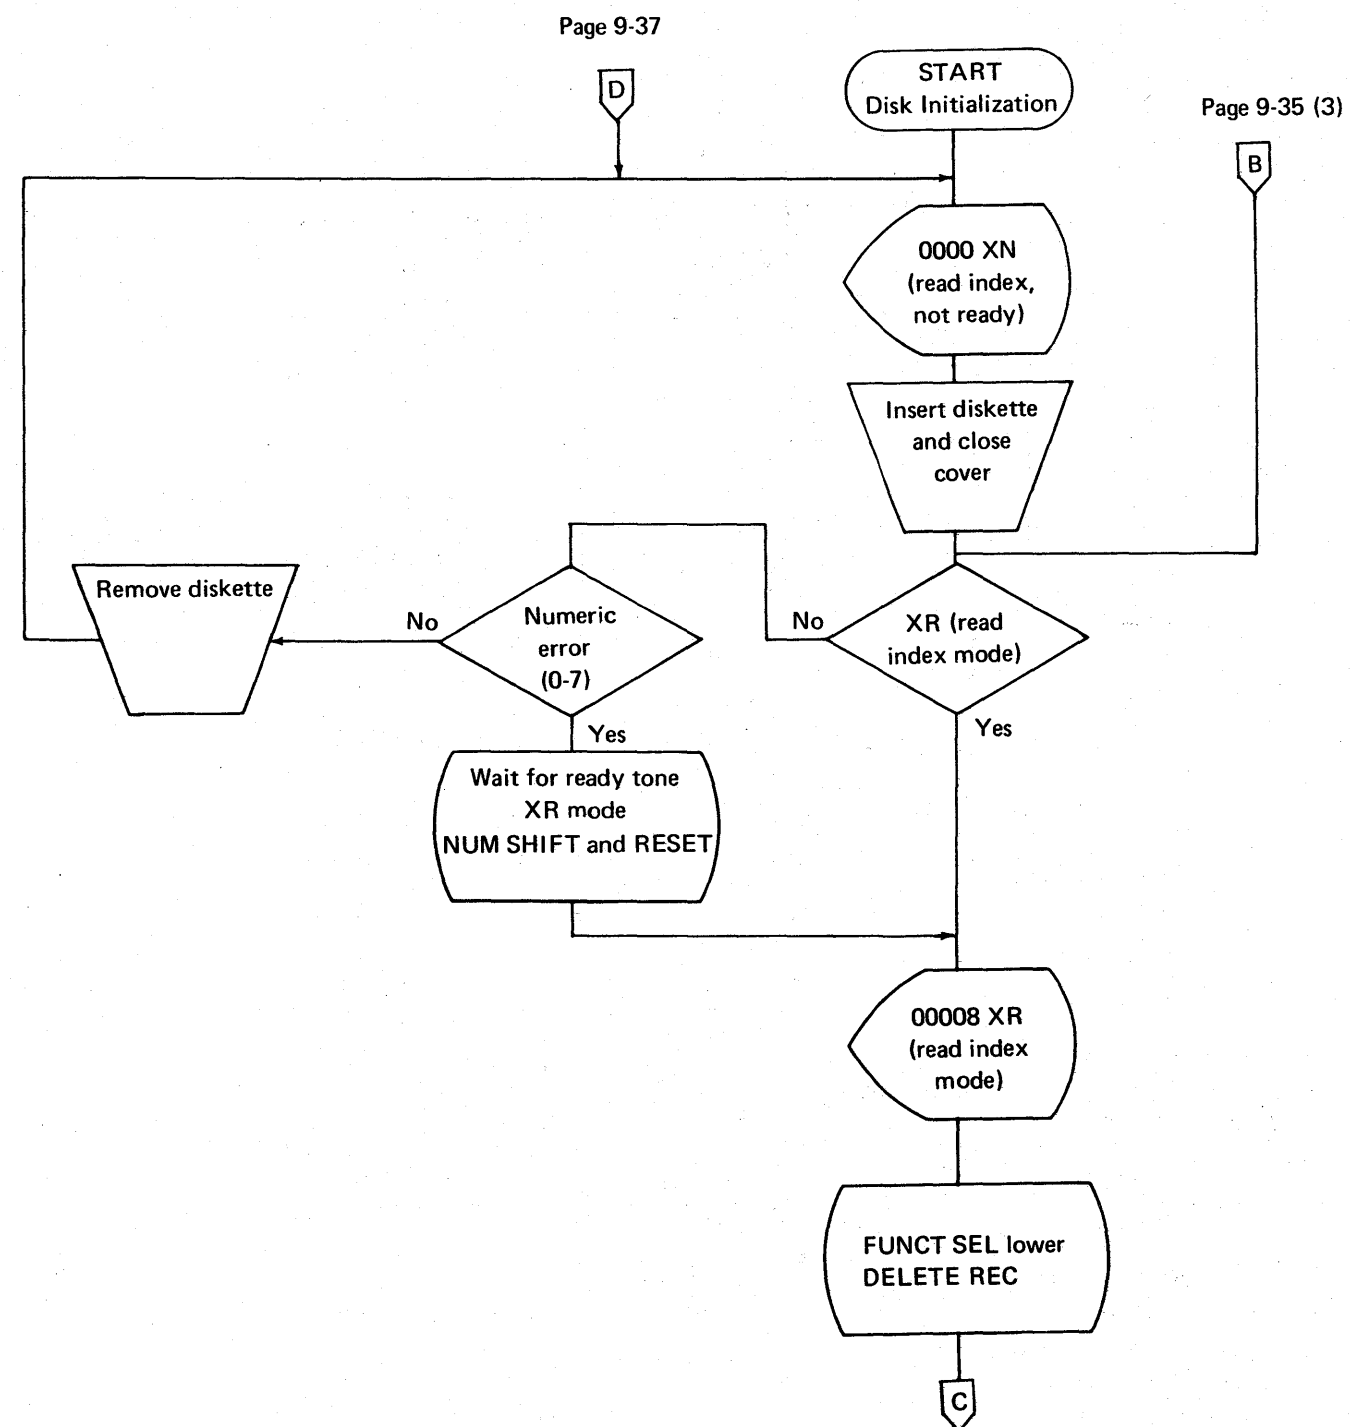 Page 9-37
D
START
Disk Initialization
Page 9-35 (3)
B
0000 XN
(read index,
not ready)
Insert diskette
and close
cover
XR (read
index mode)
No
Yes
Numeric
error
(0-7)
No
Yes
Remove diskette
Wait for ready tone
XR mode
NUM SHIFT and RESET
00008 XR
(read index
mode)
FUNCT SEL lower
DELETE REC
C